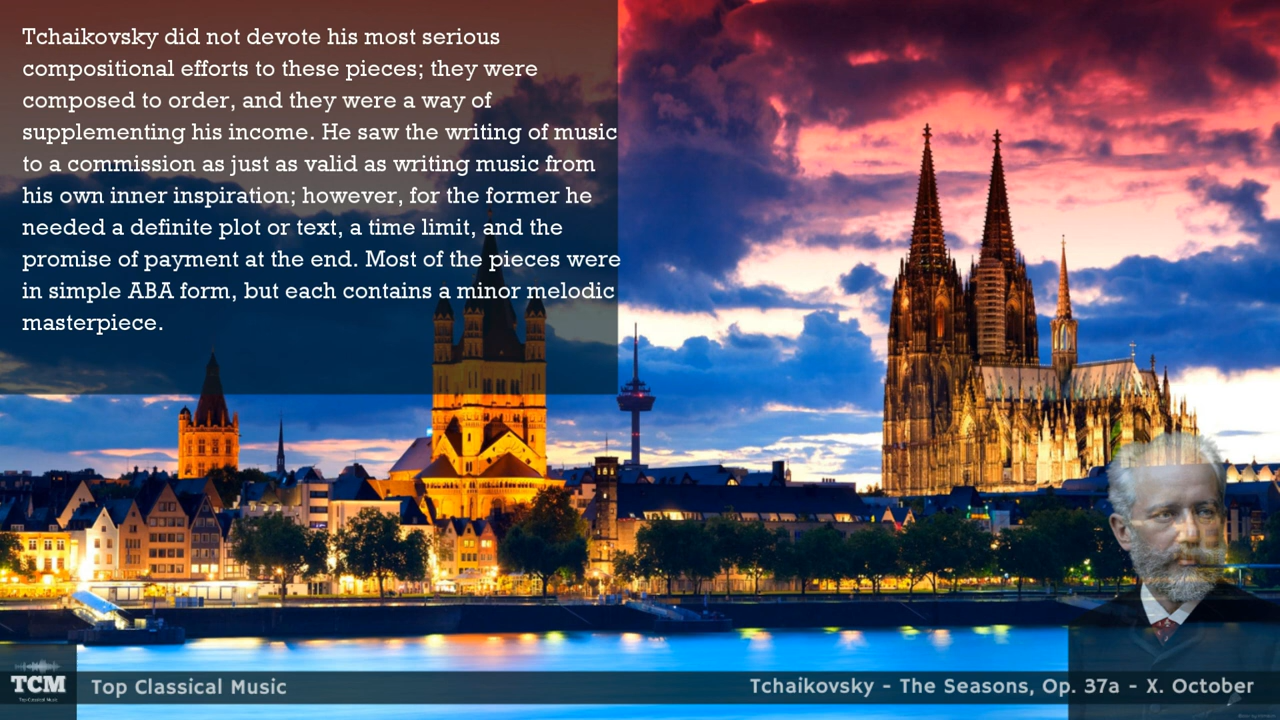 Tchaikovsky did not devote his most serious
compositional efforts to these pieces; they were
composed to order, and they were a way of
supplementing his income. He saw the writing of music
to a commission as just as valid as writing music from
his own inner inspiration; however, for the former he
needed a definite plot or text, a time limit, and the
promise of payment at the end. Most of the pieces were
in simple ABA form, but each contains a minor melodic
masterpiece.
TCM
Top Classical Music
Top Classical Music
Tchaikovsky - The Seasons, Op. 37a - X. October